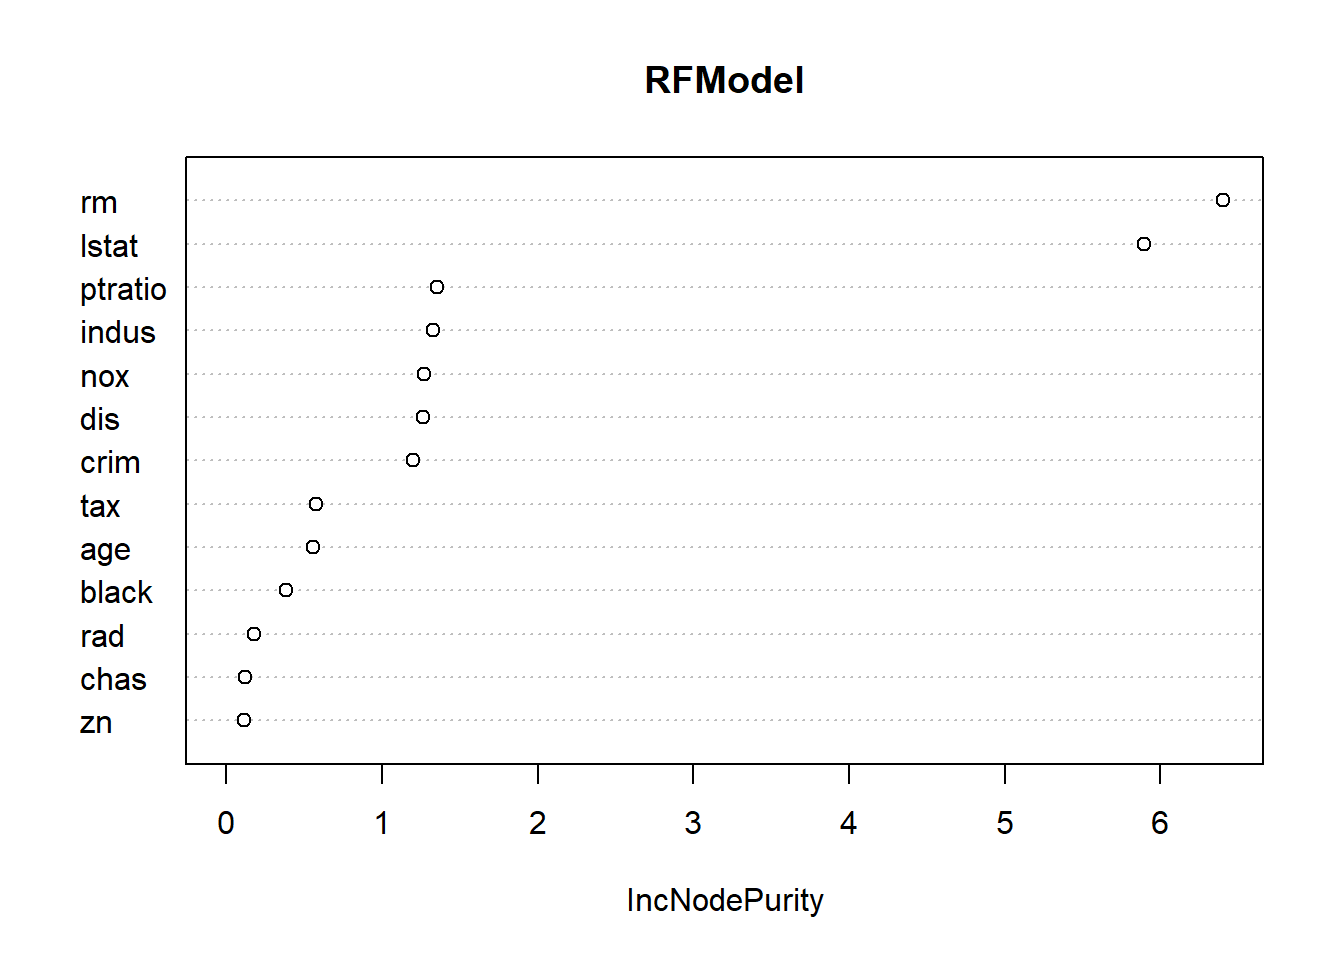 RFModel
rm
lstat
ptratio
indus
nox
dis
crim
tax
age
black
rad
chas
zn
0 1 2 3 4 5 6
IncNodePurity